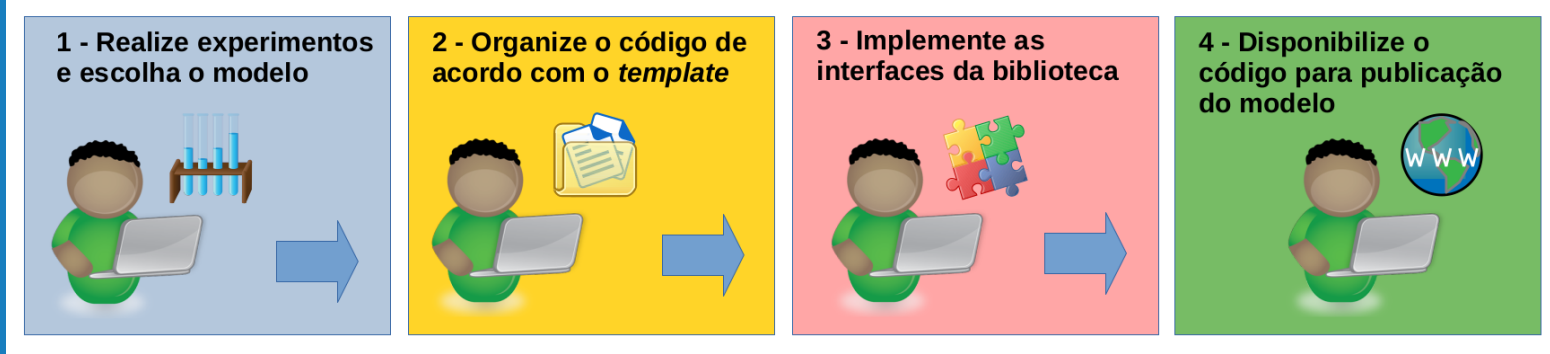 1 - Realize experimentos
e escolha o modelo
2 - Organize o código de
acordo com o template
3 - Implemente as
interfaces da biblioteca
4 - Disponibilize o
código para publicação
do modelo
WWW